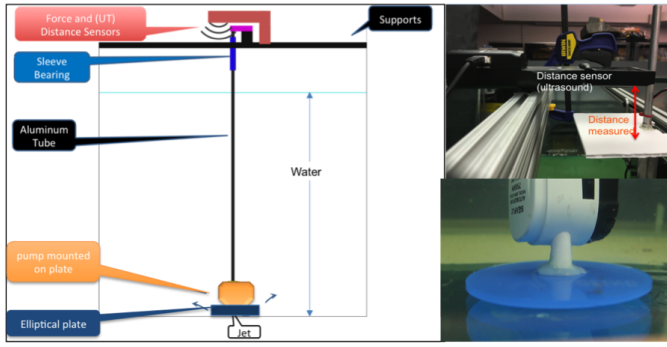 Force and (UT)
Distance Sensors
Supports
Sleeve
Bearing
Aluminum
Tube
Water
pump mounted
on plate
Elliptical plate
Jet
Distance sensor
(ultrasound)
Distance
measured